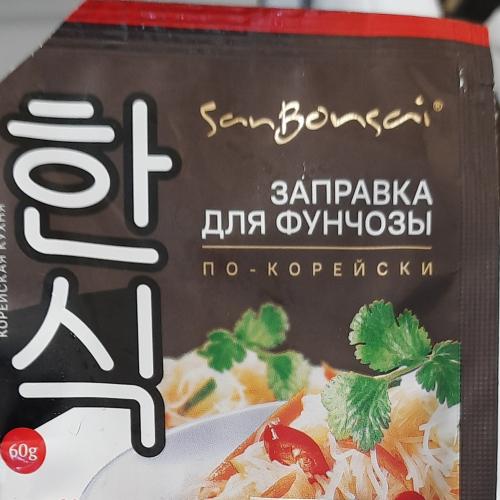 SanBonsai®
ЗАПРАВКА
ДЛЯ ФУНЧОЗЫ
ПО-КОРЕЙСКИ
한식
КОРЕЙСКАЯ КУХНЯ
60g